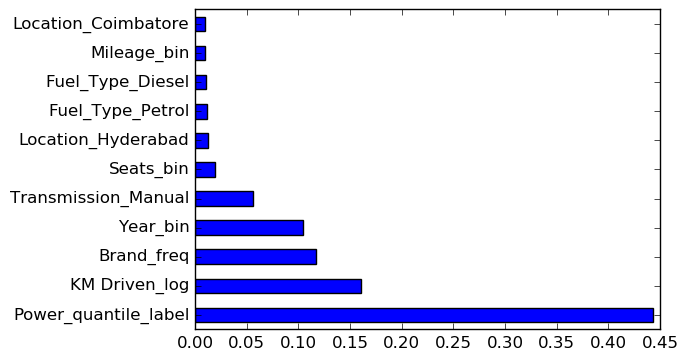 Location_Coimbatore
Mileage_bin
Fuel_Type_Diesel
Fuel_Type_Petrol
Location_Hyderabad
Seats_bin
Transmission_Manual
Year_bin
Brand_freq
KM Driven_log
Power_quantile_label
0.00 0.05 0.10 0.15 0.20 0.25 0.30 0.35 0.40 0.45